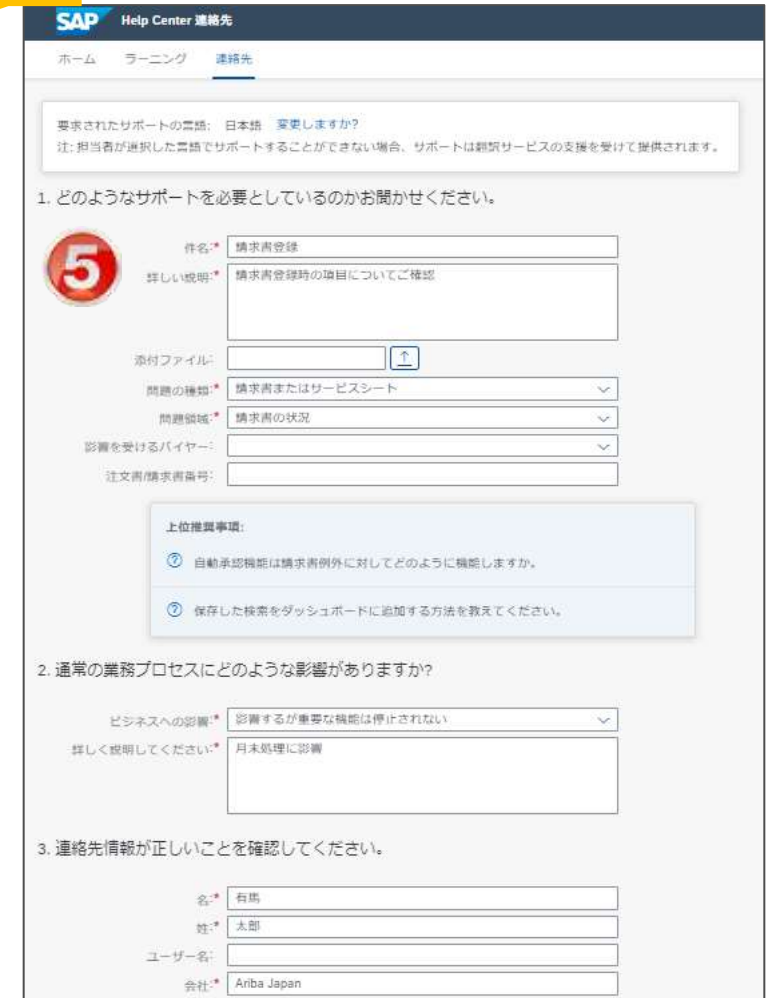 SAP Help Center 連絡先
ホーム ラーニング 連絡先
要求されたサポートの言語: 日本語 変更しますか?
注: 担当者が選択した言語でサポートすることができない場合、サポートは翻訳サービスの支援を受けて提供されます。
1. どのようなサポートを必要としているのかお聞かせください。
5
件名:* 請求書登録
詳しい説明:* 請求書登録時の項目についてご確認
添付ファイル:
問題の種類:* 請求書またはサービスシート
問題領域:* 請求書の状況
影響を受けるバイヤー:
注文書/請求書番号:
上位推奨事項:
自動承認機能は請求書例外に対してどのように機能しますか。
保存した検索をダッシュボードに追加する方法を教えてください。
2. 通常の業務プロセスにどのような影響がありますか?
ビジネスへの影響:* 影響するが重要な機能は停止されない
詳しく説明してください:* 月末処理に影響
3. 連絡先情報が正しいことを確認してください。
名:* 有馬
姓:* 太郎
ユーザー名:
会社:* Ariba Japan